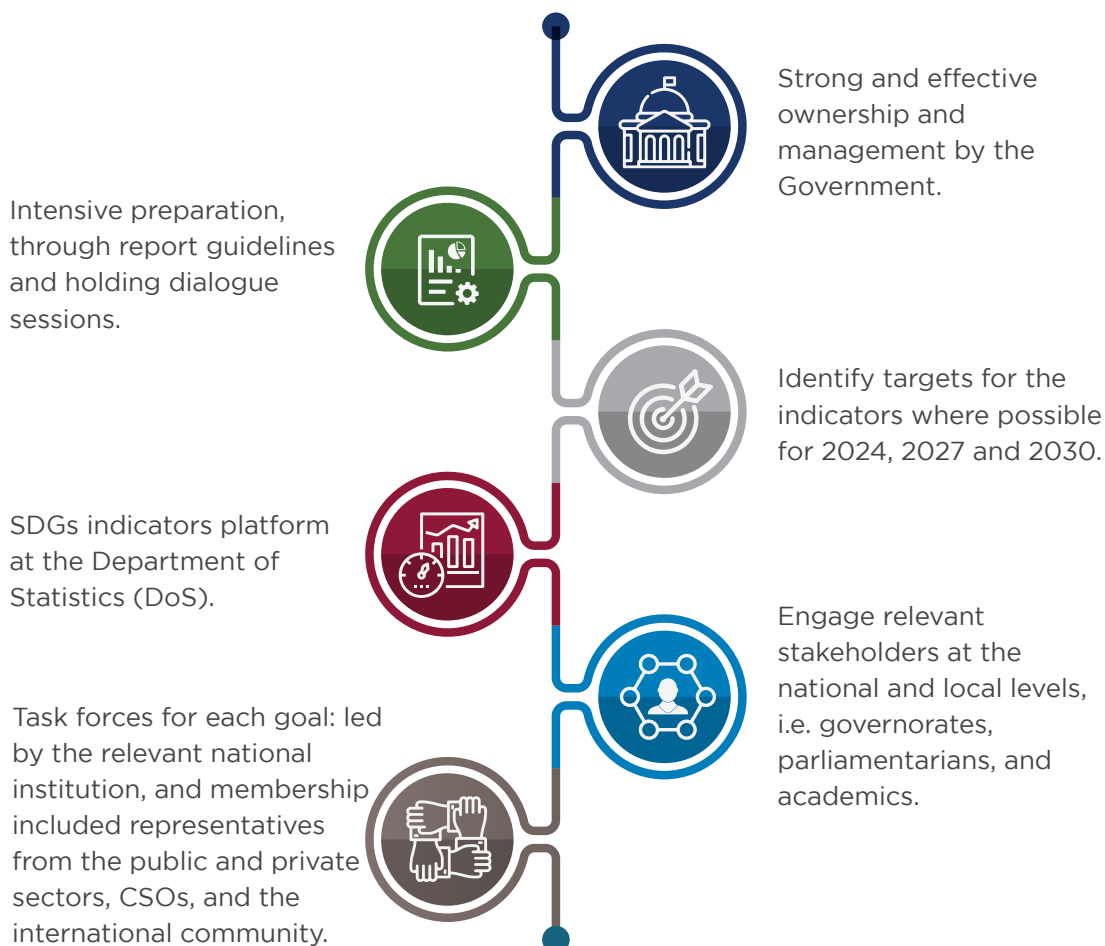 Strong and effective
ownership and
management by the
Government.
Intensive preparation,
through report guidelines
and holding dialogue
sessions.
Identify targets for the
indicators where possible
for 2024, 2027 and 2030.
SDGs indicators platform
at the Department of
Statistics (DoS).
Engage relevant
stakeholders at the
national and local levels,
i.e. governorates,
parliamentarians, and
academics.
Task forces for each goal: led
by the relevant national
institution, and membership
included representatives
from the public and private
sectors, CSOs, and the
international community.